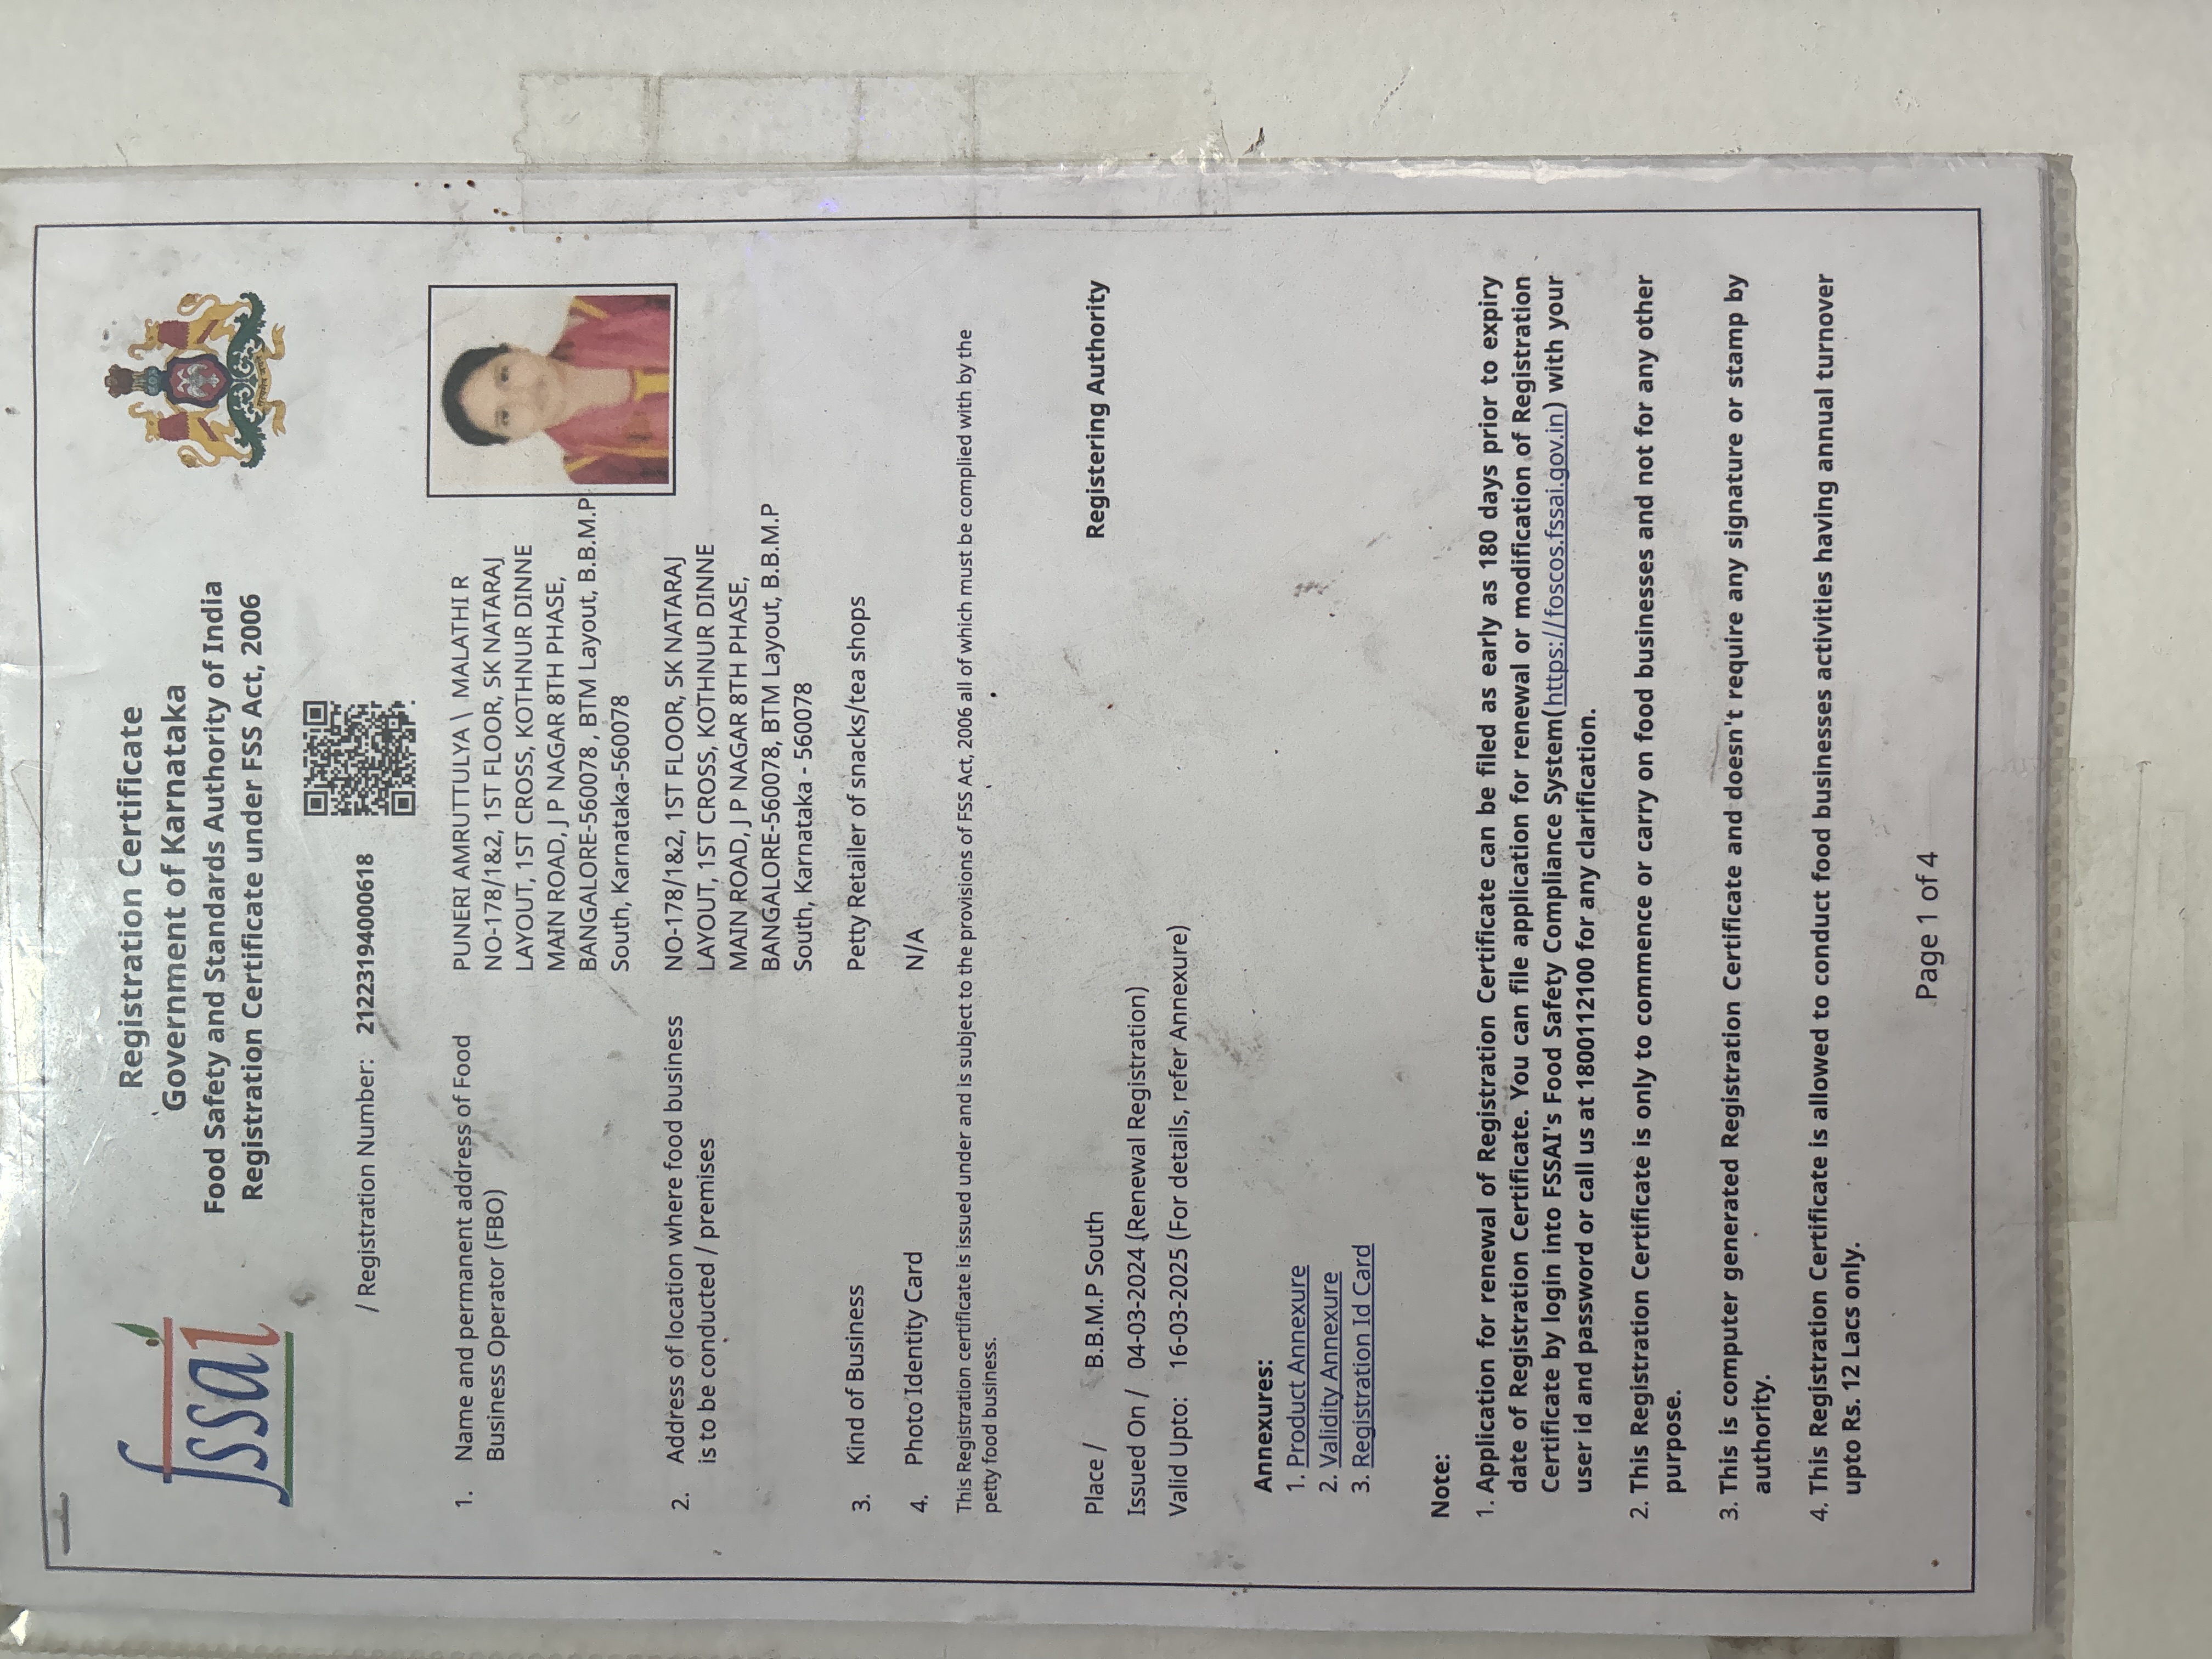 fssai
Registration Certificate
Government of Karnataka
Food Safety and Standards Authority of India
Registration Certificate under FSS Act, 2006
/ Registration Number: 21223194000618
1. Name and permanent address of Food
Business Operator (FBO)
PUNERI AMRUTTULYA \ MALATHI R
NO-178/1&2, 1ST FLOOR, SK NATARAJ
LAYOUT, 1ST CROSS, KOTHNUR DINNE
MAIN ROAD, J P NAGAR 8TH PHASE,
BANGALORE-560078 , BTM Layout, B.B.M.P
South, Karnataka-560078
2. Address of location where food business
is to be conducted / premises
NO-178/1&2, 1ST FLOOR, SK NATARAJ
LAYOUT, 1ST CROSS, KOTHNUR DINNE
MAIN ROAD, J P NAGAR 8TH PHASE,
BANGALORE-560078, BTM Layout, B.B.M.P
South, Karnataka - 560078
3. Kind of Business Petty Retailer of snacks/tea shops
4. Photo Identity Card N/A
This Registration certificate is issued under and is subject to the provisions of FSS Act, 2006 all of which must be complied with by the
petty food business.
Place / B.B.M.P South
Registering Authority
Issued On / 04-03-2024 (Renewal Registration)
Valid Upto: 16-03-2025 (For details, refer Annexure)
Annexures:
1. Product Annexure
2. Validity Annexure
3. Registration Id Card
Note:
1. Application for renewal of Registration Certificate can be filed as early as 180 days prior to expiry
date of Registration Certificate. You can file application for renewal or modification of Registration
Certificate by login into FSSAI's Food Safety Compliance System(https://foscos.fssai.gov.in) with your
user id and password or call us at 1800112100 for any clarification.
2. This Registration Certificate is only to commence or carry on food businesses and not for any other
purpose.
3. This is computer generated Registration Certificate and doesn't require any signature or stamp by
authority.
4. This Registration Certificate is allowed to conduct food businesses activities having annual turnover
upto Rs. 12 Lacs only.
Page 1 of 4